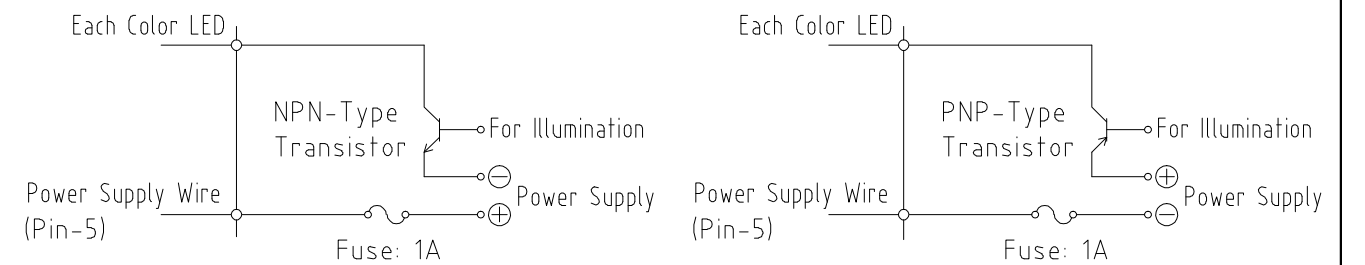 Each Color LED
NPN-Type
Transistor
For Illumination
Power Supply Wire
(Pin-5)
−
+
Power Supply
Fuse: 1A
Each Color LED
PNP-Type
Transistor
For Illumination
Power Supply Wire
(Pin-5)
+
−
Power Supply
Fuse: 1A